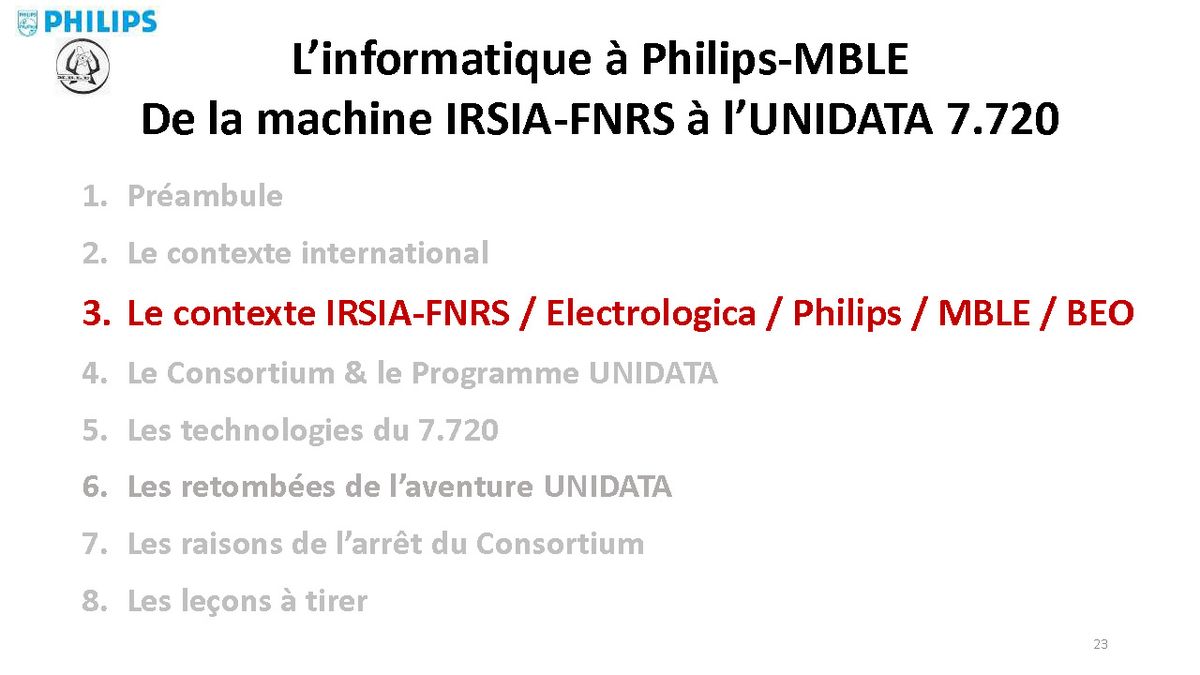 PHILIPS
M.B.L.E
L’informatique à Philips-MBLE
De la machine IRSIA-FNRS à l’UNIDATA 7.720
1. Préambule
2. Le contexte international
3. Le contexte IRSIA-FNRS / Electrologica / Philips / MBLE / BEO
4. Le Consortium & le Programme UNIDATA
5. Les technologies du 7.720
6. Les retombées de l’aventure UNIDATA
7. Les raisons de l’arrêt du Consortium
8. Les leçons à tirer
23